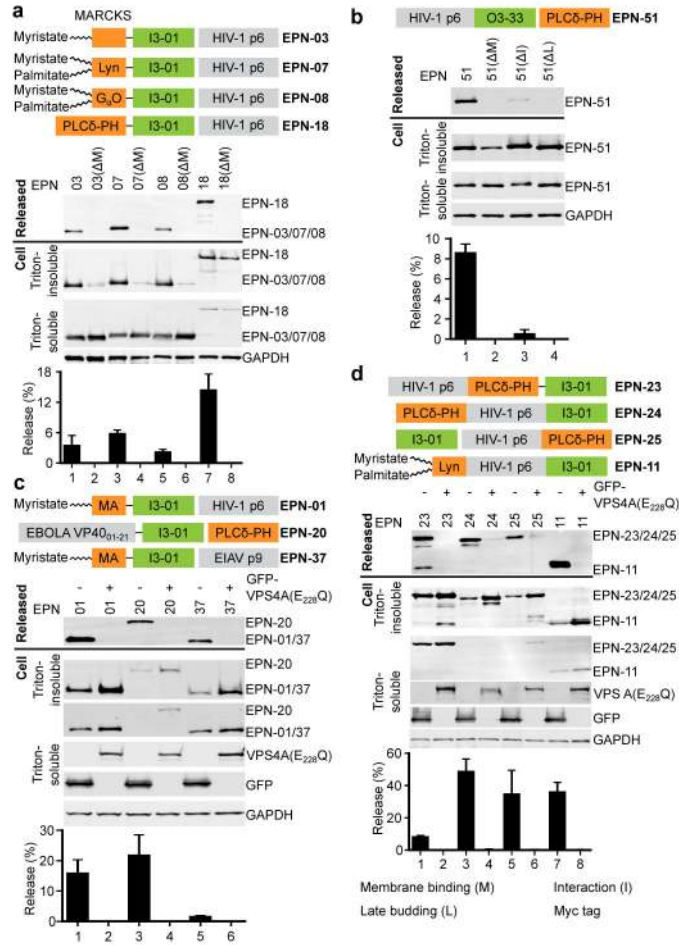 a
MARCKS
Myristate I3-01 HIV-1 p6 EPN-03
Myristate
Palmitate Lyn I3-01 HIV-1 p6 EPN-07
Myristate
Palmitate GₐO I3-01 HIV-1 p6 EPN-08
PLCδ-PH I3-01 HIV-1 p6 EPN-18
EPN 03 03(ΔM) 07 07(ΔM) 08 08(ΔM) 18 18(ΔM)
Released
EPN-18
EPN-03/07/08
Cell
Triton-insoluble
EPN-18
EPN-03/07/08
Triton-soluble
EPN-18
EPN-03/07/08
GAPDH
Release (%)
15
10
5
0
1 2 3 4 5 6 7 8
b
HIV-1 p6 O3-33 PLCδ-PH EPN-51
EPN 51 51(ΔM) 51(ΔI) 51(ΔL)
Released
EPN-51
Cell
Triton-insoluble
EPN-51
Triton-soluble
EPN-51
GAPDH
Release (%)
10
8
6
4
2
0
1 2 3 4
c
Myristate MA I3-01 HIV-1 p6 EPN-01
EBOLA VP40₀₁₋₂₁ I3-01 PLCδ-PH EPN-20
Myristate MA I3-01 EIAV p9 EPN-37
- + - + - + GFP-
VPS4A(E₂₂₈Q)
EPN 01 01 20 20 37 37
Released
EPN-20
EPN-01/37
Cell
Triton-insoluble
EPN-20
EPN-01/37
EPN-20
EPN-01/37
Triton-soluble
VPS4A(E₂₂₈Q)
GFP
GAPDH
Release (%)
30
20
10
0
1 2 3 4 5 6
d
HIV-1 p6 PLCδ-PH I3-01 EPN-23
PLCδ-PH HIV-1 p6 I3-01 EPN-24
I3-01 HIV-1 p6 PLCδ-PH EPN-25
Myristate
Palmitate Lyn HIV-1 p6 I3-01 EPN-11
- + - + - + - + GFP-
VPS4A(E₂₂₈Q)
EPN 23 23 24 24 25 25 11 11
Released
EPN-23/24/25
EPN-11
Cell
Triton-insoluble
EPN-23/24/25
EPN-11
EPN-23/24/25
EPN-11
Triton-soluble
VPS A(E₂₂₈Q)
GFP
GAPDH
Release (%)
60
40
20
0
1 2 3 4 5 6 7 8
Membrane binding (M) Interaction (I)
Late budding (L) Myc tag